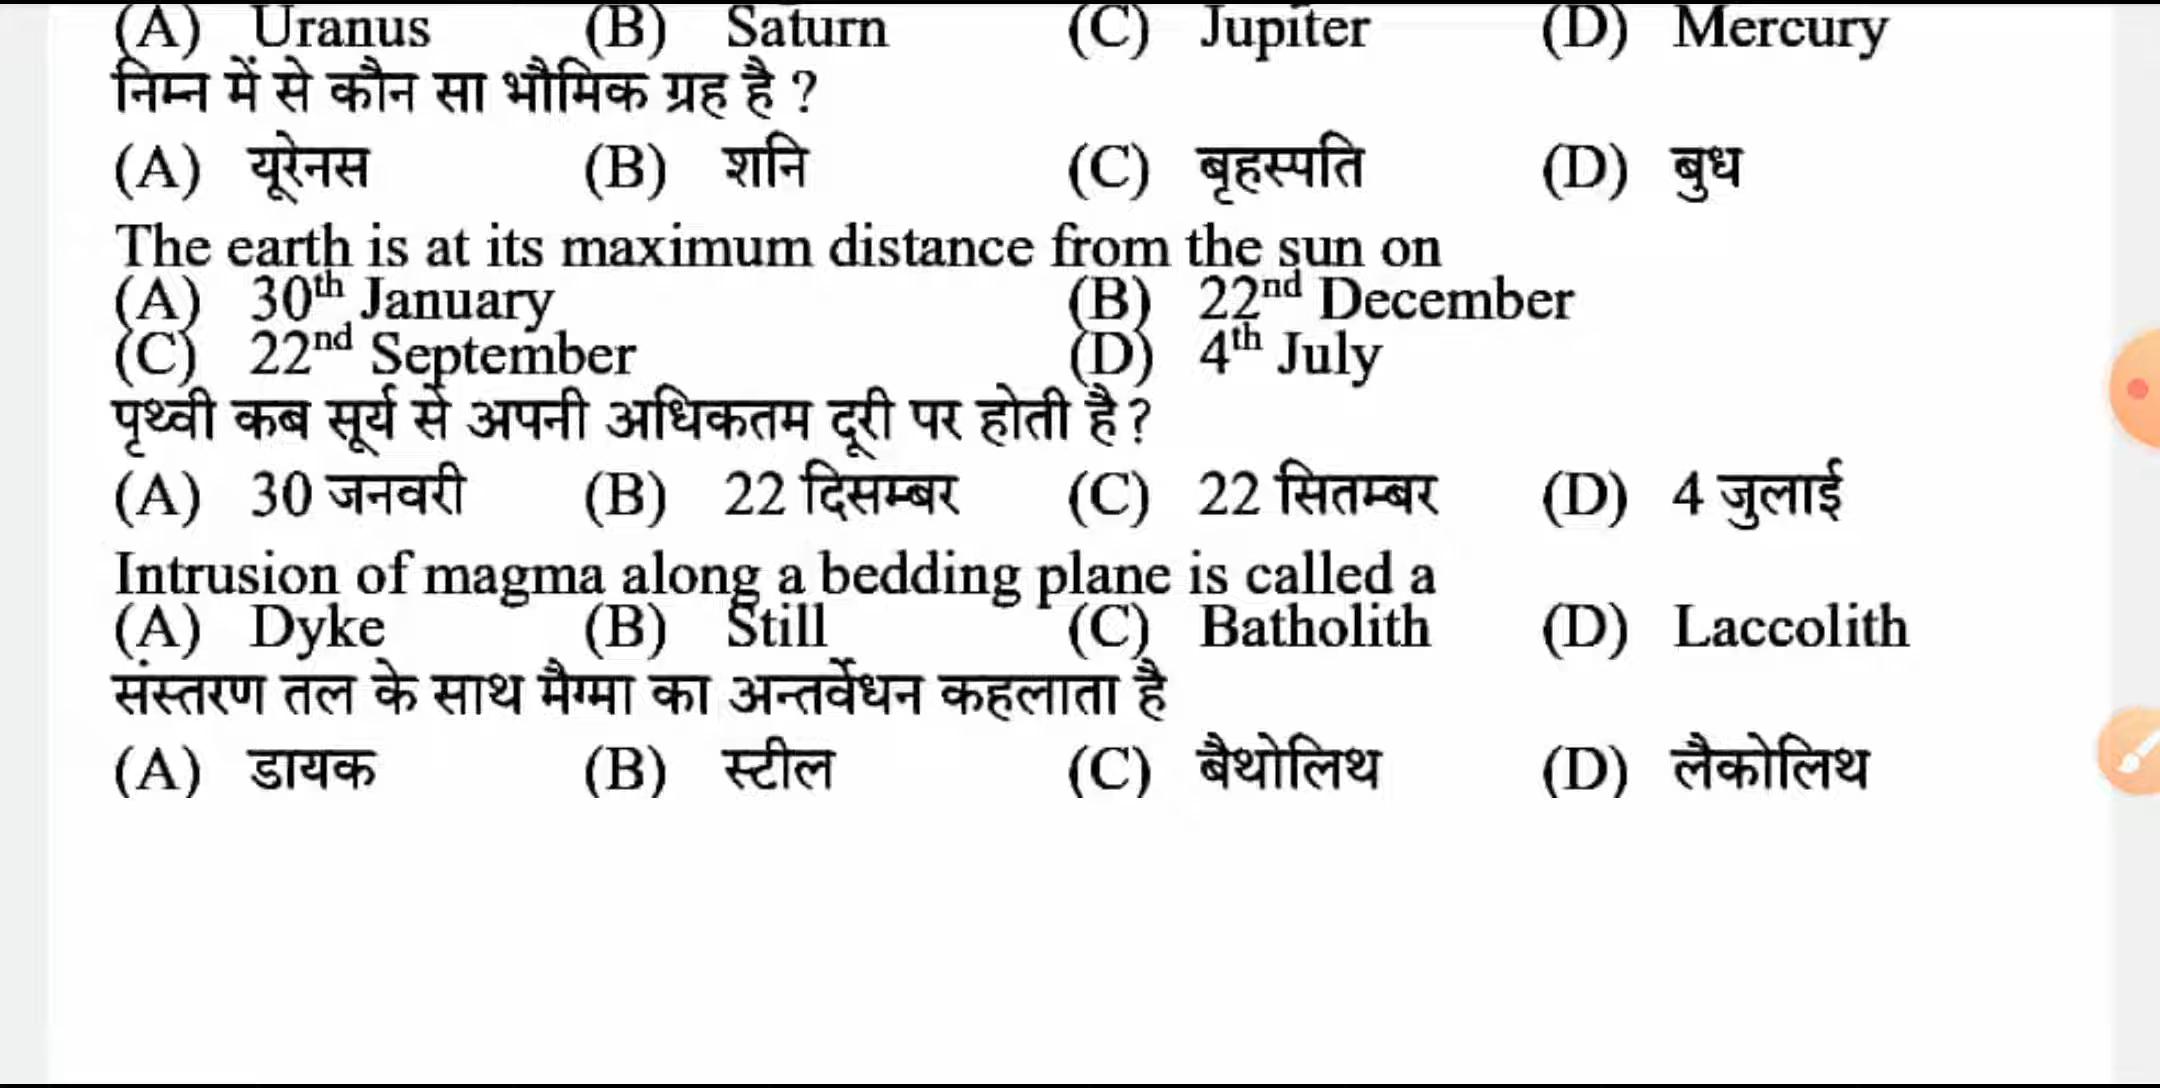 (A) Uranus (B) Saturn (C) Jupiter (D) Mercury
निम्न में से कौन सा भौमिक ग्रह है ?
(A) यूरेनस (B) शनि (C) बृहस्पति (D) बुध
The earth is at its maximum distance from the sun on
(A) 30th January (B) 22nd December
(C) 22nd September (D) 4th July
पृथ्वी कब सूर्य से अपनी अधिकतम दूरी पर होती है ?
(A) 30 जनवरी (B) 22 दिसम्बर (C) 22 सितम्बर (D) 4 जुलाई
Intrusion of magma along a bedding plane is called a
(A) Dyke (B) Still (C) Batholith (D) Laccolith
संस्तरण तल के साथ मैग्मा का अन्तर्वेधन कहलाता है
(A) डायक (B) स्टील (C) बैथोलिथ (D) लैकोलिथ